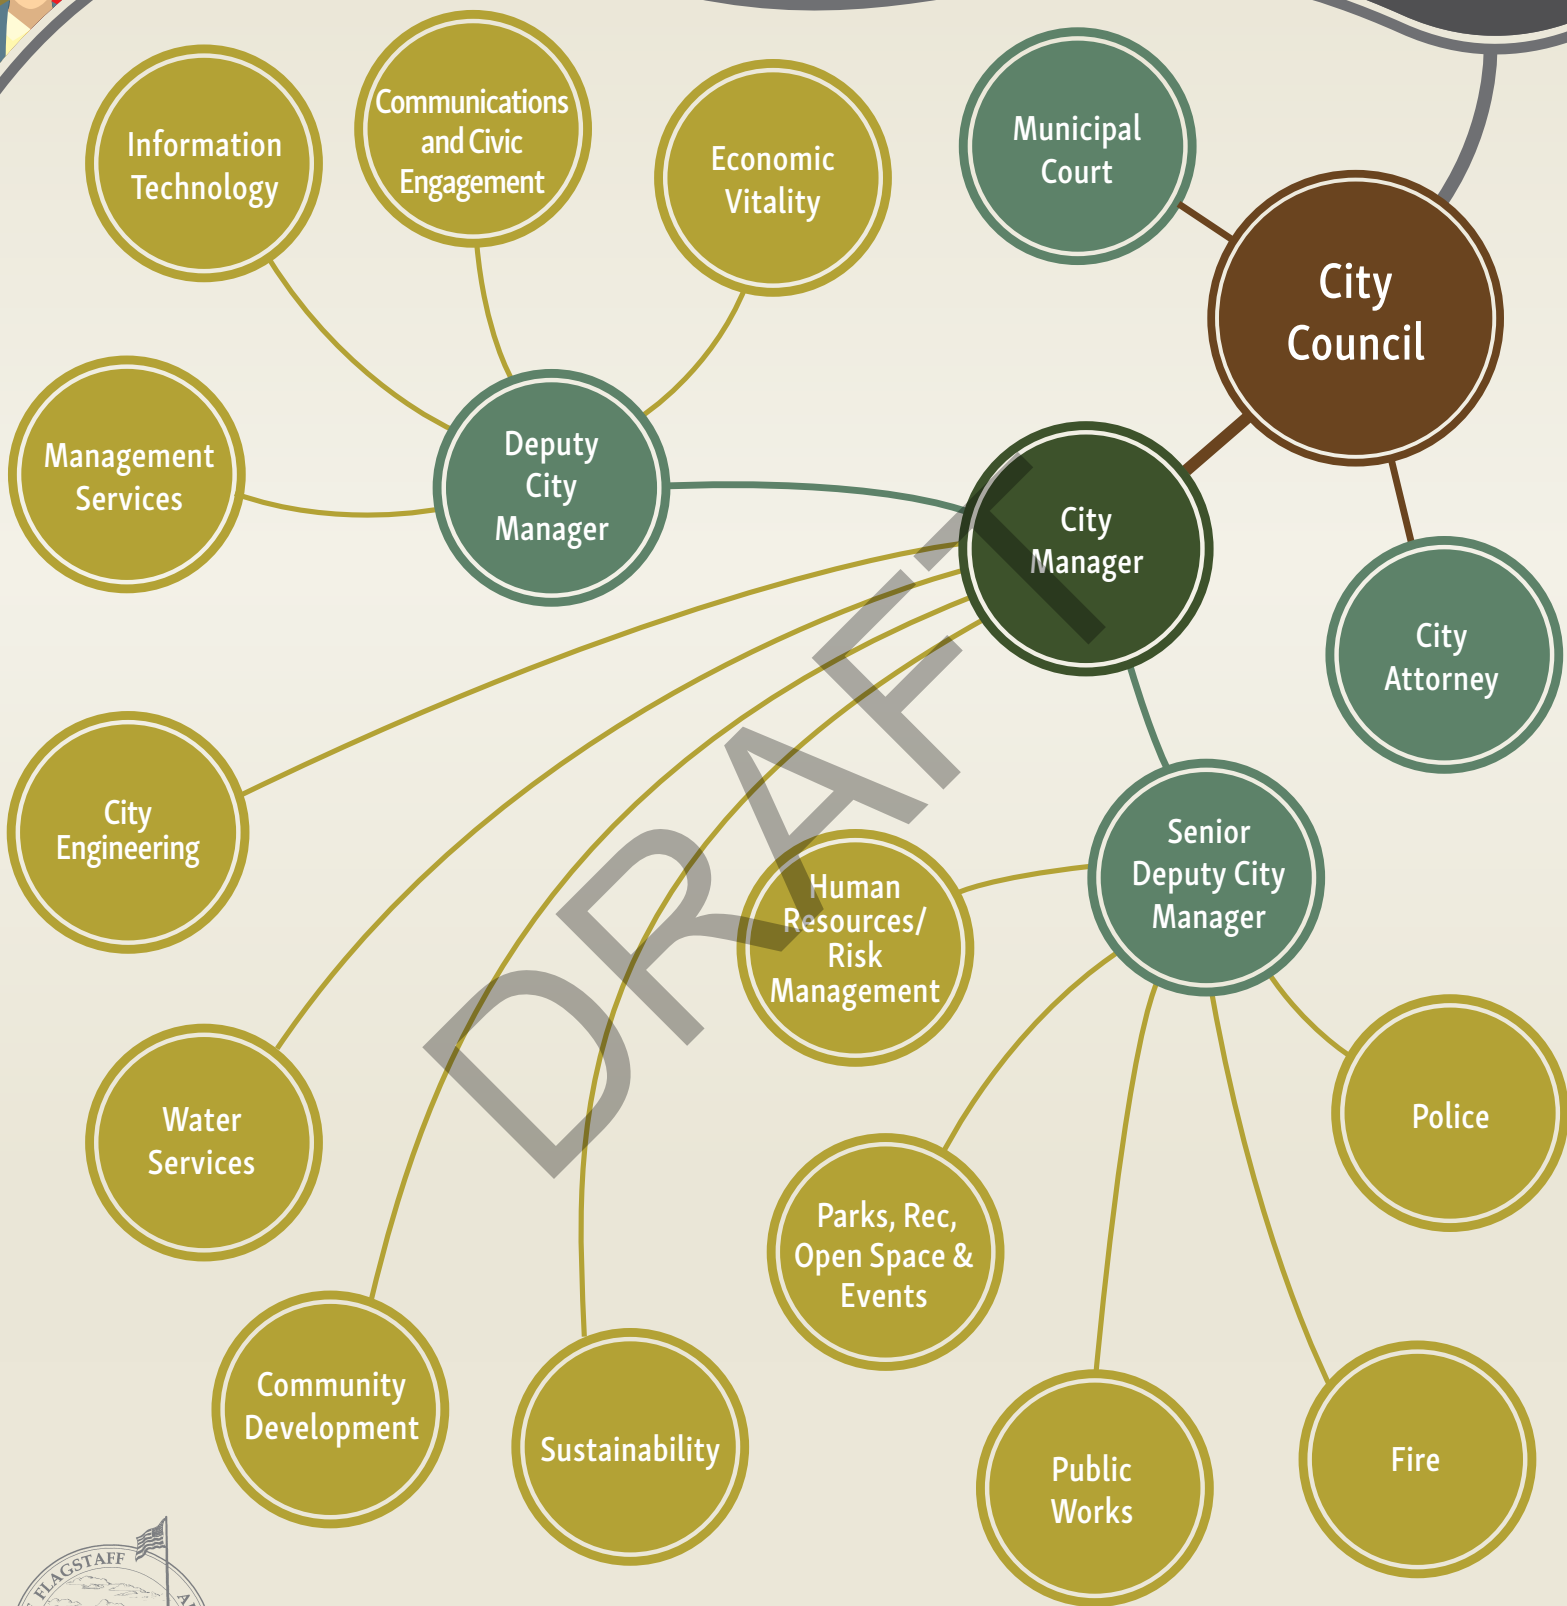 Information
Technology
Communications
and Civic
Engagement
Economic
Vitality
Municipal
Court
City
Council
Management
Services
Deputy
City
Manager
City
Manager
City
Attorney
City
Engineering
Senior
Deputy City
Manager
Human
Resources/
Risk
Management
Water
Services
Police
Parks, Rec,
Open Space &
Events
Community
Development
Sustainability
Public
Works
Fire
DRAFT
FLAGSTAFF